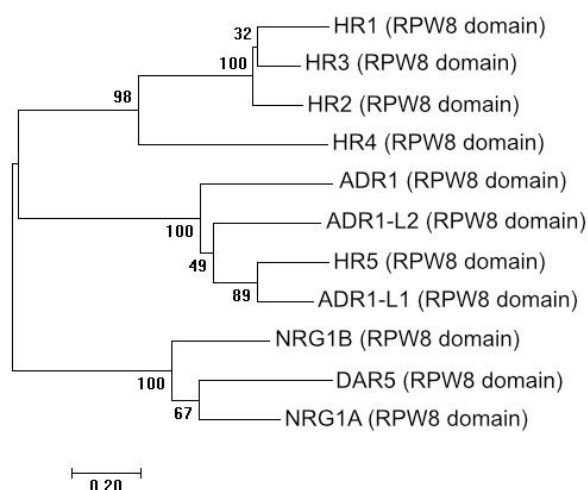 32
HR1 (RPW8 domain)
100
HR3 (RPW8 domain)
98
HR2 (RPW8 domain)
HR4 (RPW8 domain)
ADR1 (RPW8 domain)
100
ADR1-L2 (RPW8 domain)
49
HR5 (RPW8 domain)
89
ADR1-L1 (RPW8 domain)
NRG1B (RPW8 domain)
100
DAR5 (RPW8 domain)
67
NRG1A (RPW8 domain)
0.20